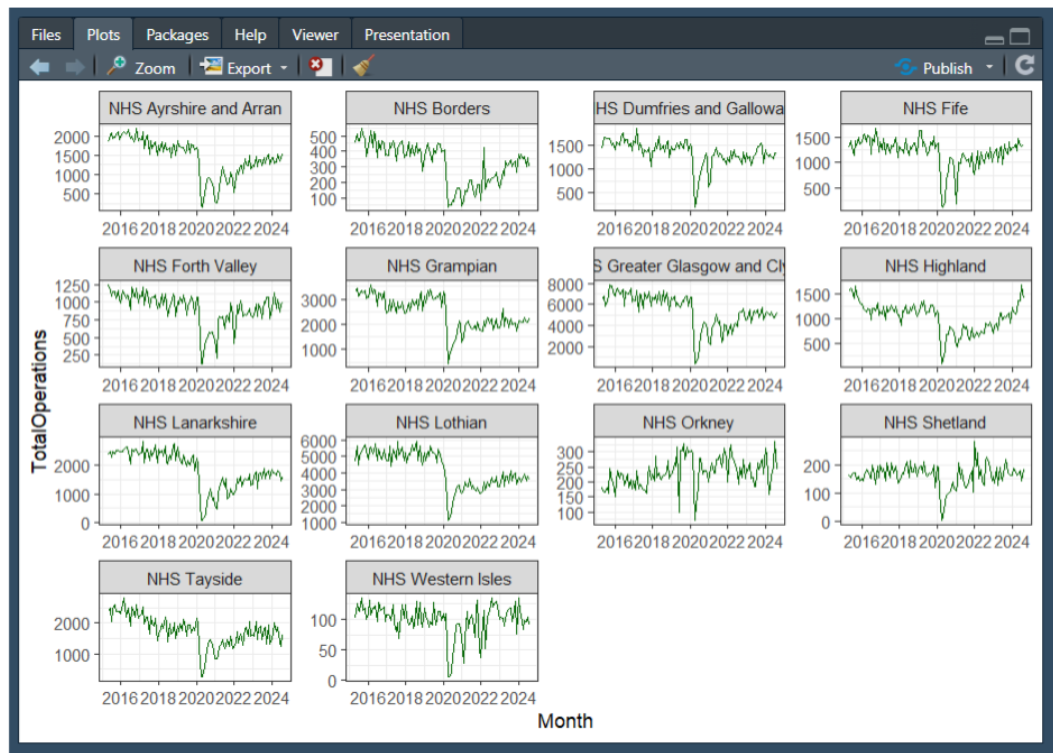 Files Plots Packages Help Viewer Presentation
Zoom Export Publish
NHS Ayrshire and Arran NHS Borders HS Dumfries and Gallowa NHS Fife
2000 1500 1000 500
500 400 300 200 100
1500 1000 500
1500 1000 500
2016 2018 2020 2022 2024 2016 2018 2020 2022 2024 2016 2018 2020 2022 2024 2016 2018 2020 2022 2024
NHS Forth Valley NHS Grampian S Greater Glasgow and Cly NHS Highland
1250 1000 750 500 250
3000 2000 1000
8000 6000 4000 2000
1500 1000 500
2016 2018 2020 2022 2024 2016 2018 2020 2022 2024 2016 2018 2020 2022 2024 2016 2018 2020 2022 2024
TotalOperations
NHS Lanarkshire NHS Lothian NHS Orkney NHS Shetland
2000 1000 0
6000 5000 4000 3000 2000 1000
300 250 200 150 100
200 100 0
2016 2018 2020 2022 2024 2016 2018 2020 2022 2024 2016 2018 2020 2022 2024 2016 2018 2020 2022 2024
NHS Tayside NHS Western Isles
2000 1000
100 50 0
2016 2018 2020 2022 2024 2016 2018 2020 2022 2024
Month